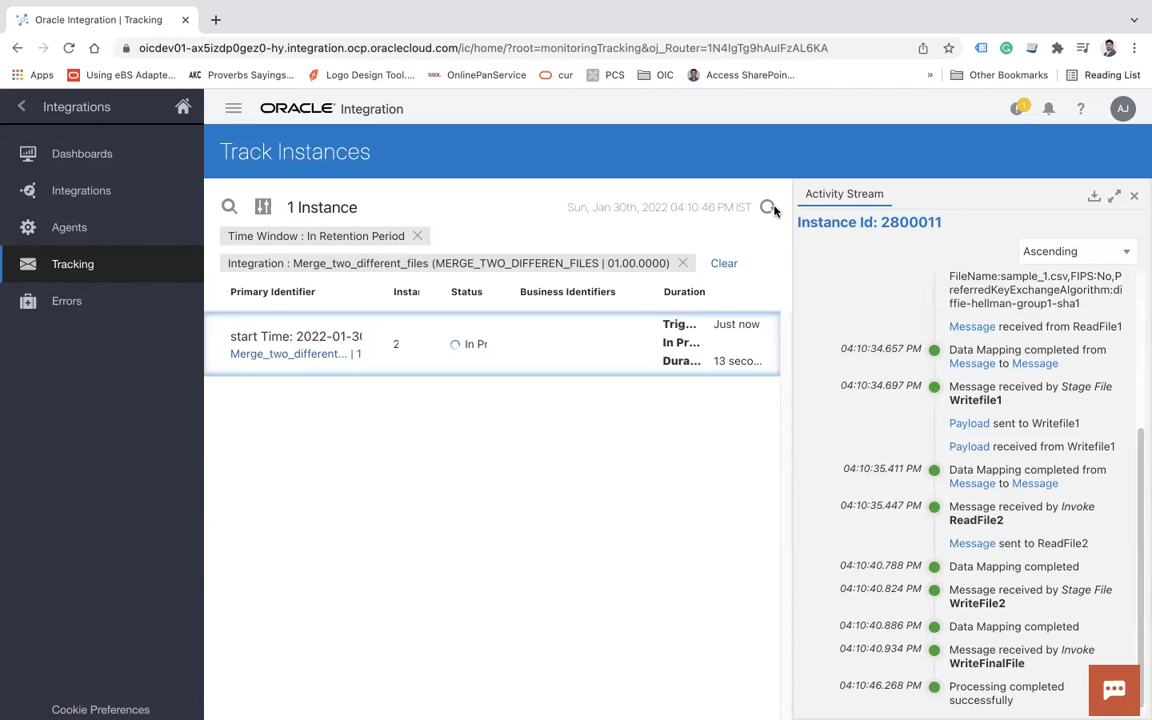 Oracle Integration | Tracking
oicdev01-ax5izdp0gez0-hy.integration.ocp.oraclecloud.com/ic/home/?root=monitoringTracking&oj_Router=1N4IgTg9hAuIFzAL6KA
Apps
Using eBS Adapte...
AKC Proverbs Sayings...
Logo Design Tool....
OnlinePanService
cur
PCS
OIC
Access SharePoin...
»
Other Bookmarks
Reading List
Integrations
ORACLE Integration
1
AJ
Dashboards
Integrations
Agents
Tracking
Errors
Cookie Preferences
Track Instances
1 Instance
Sun, Jan 30th, 2022 04:10:46 PM IST
Time Window : In Retention Period
Integration : Merge_two_different_files (MERGE_TWO_DIFFEREN_FILES | 01.00.0000)
Clear
Primary Identifier Insta Status Business Identifiers Duration
start Time: 2022-01-30
Merge_two_different... | 1
2
In Pr
Trig... Just now
In Pr...
Dura... 13 seco...
Activity Stream
Instance Id: 2800011
Ascending
FileName:sample_1.csv,FIPS:No,P
referredKeyExchangeAlgorithm:di
ffie-hellman-group1-sha1
Message received from ReadFile1
04:10:34.657 PM Data Mapping completed from
Message to Message
04:10:34.697 PM Message received by Stage File
Writefile1
Payload sent to Writefile1
Payload received from Writefile1
04:10:35.411 PM Data Mapping completed from
Message to Message
04:10:35.447 PM Message received by Invoke
ReadFile2
Message sent to ReadFile2
04:10:40.788 PM Data Mapping completed
04:10:40.824 PM Message received by Stage File
WriteFile2
04:10:40.886 PM Data Mapping completed
04:10:40.934 PM Message received by Invoke
WriteFinalFile
04:10:46.268 PM Processing completed
successfully